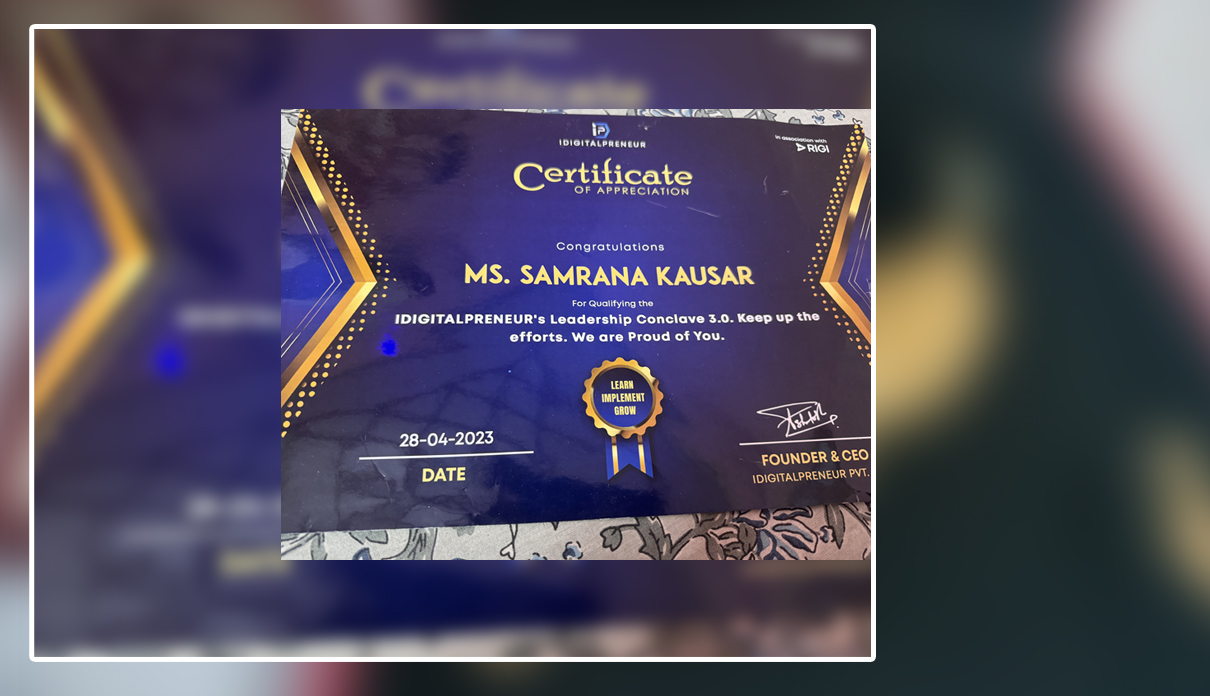 IDIGITALPRENEUR
In association with
RIGI
Certificate
OF APPRECIATION
Congratulations
MS. SAMRANA KAUSAR
For Qualifying the
IDIGITALPRENEUR's Leadership Conclave 3.0. Keep up the
efforts. We are Proud of You.
LEARN
IMPLEMENT
GROW
28-04-2023
DATE
FOUNDER & CEO
IDIGITALPRENEUR PVT.